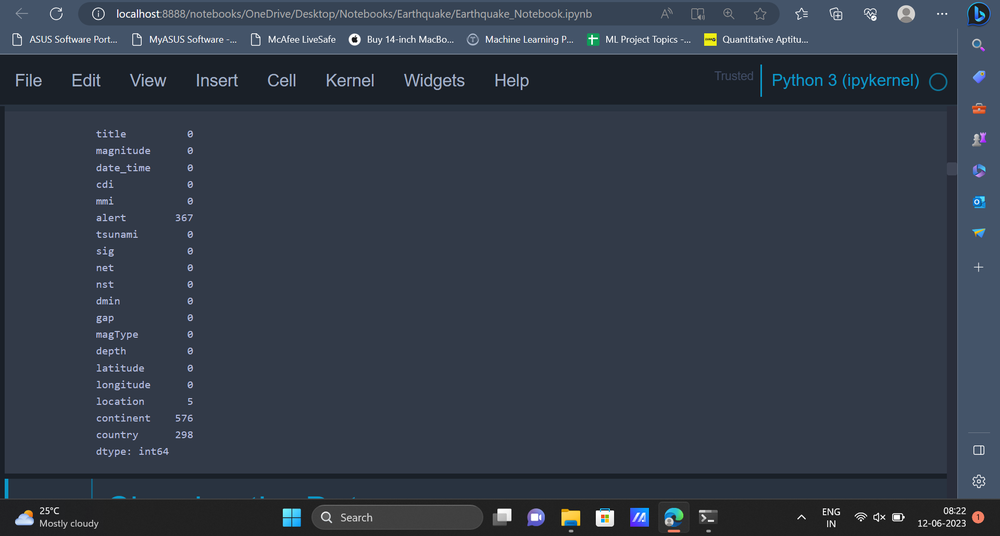 localhost:8888/notebooks/OneDrive/Desktop/Notebooks/Earthquake/Earthquake_Notebook.ipynb
ASUS Software Port... MyASUS Software -... McAfee LiveSafe Buy 14-inch MacBo... Machine Learning P... ML Project Topics -... Quantitative Aptitu...
File Edit View Insert Cell Kernel Widgets Help Trusted Python 3 (ipykernel)
title 0
magnitude 0
date_time 0
cdi 0
mmi 0
alert 367
tsunami 0
sig 0
net 0
nst 0
dmin 0
gap 0
magType 0
depth 0
latitude 0
longitude 0
location 5
continent 576
country 298
dtype: int64
25°C
Mostly cloudy
Search
ENG
IN
08:22
12-06-2023
1